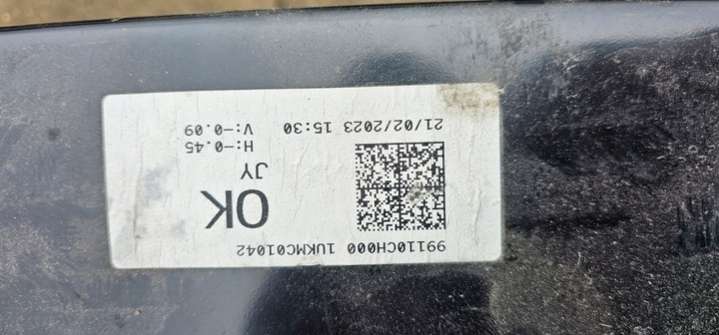 99110CH000 1UKMC01042
OK
JY
H:-0.45
V:-0.09
21/02/2023 15:30